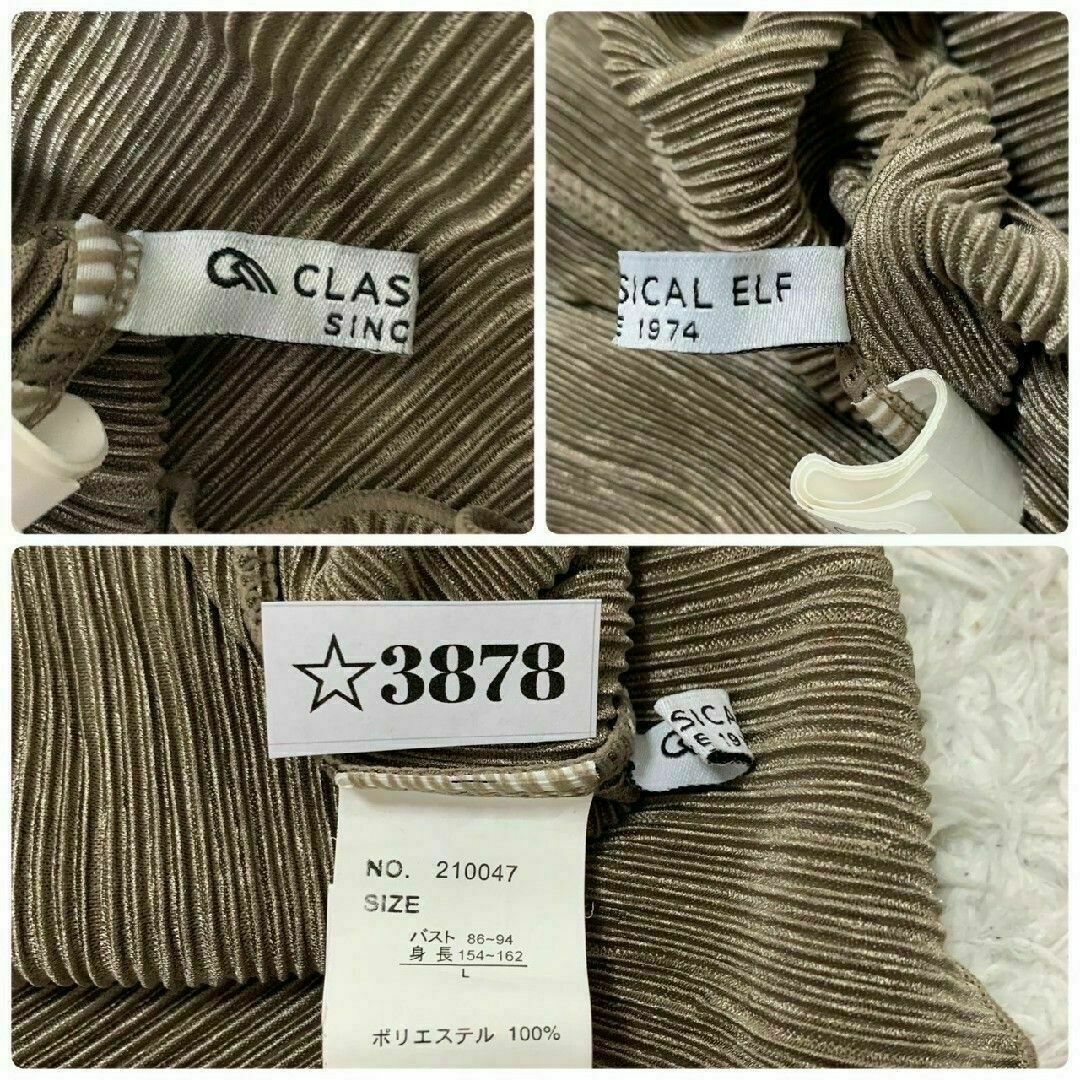 CLAS
SINC
SICAL ELF
E 1974
☆3878
SICA
E 19
NO. 210047
SIZE
バスト 86~94
身長 154~162
L
ポリエステル 100%